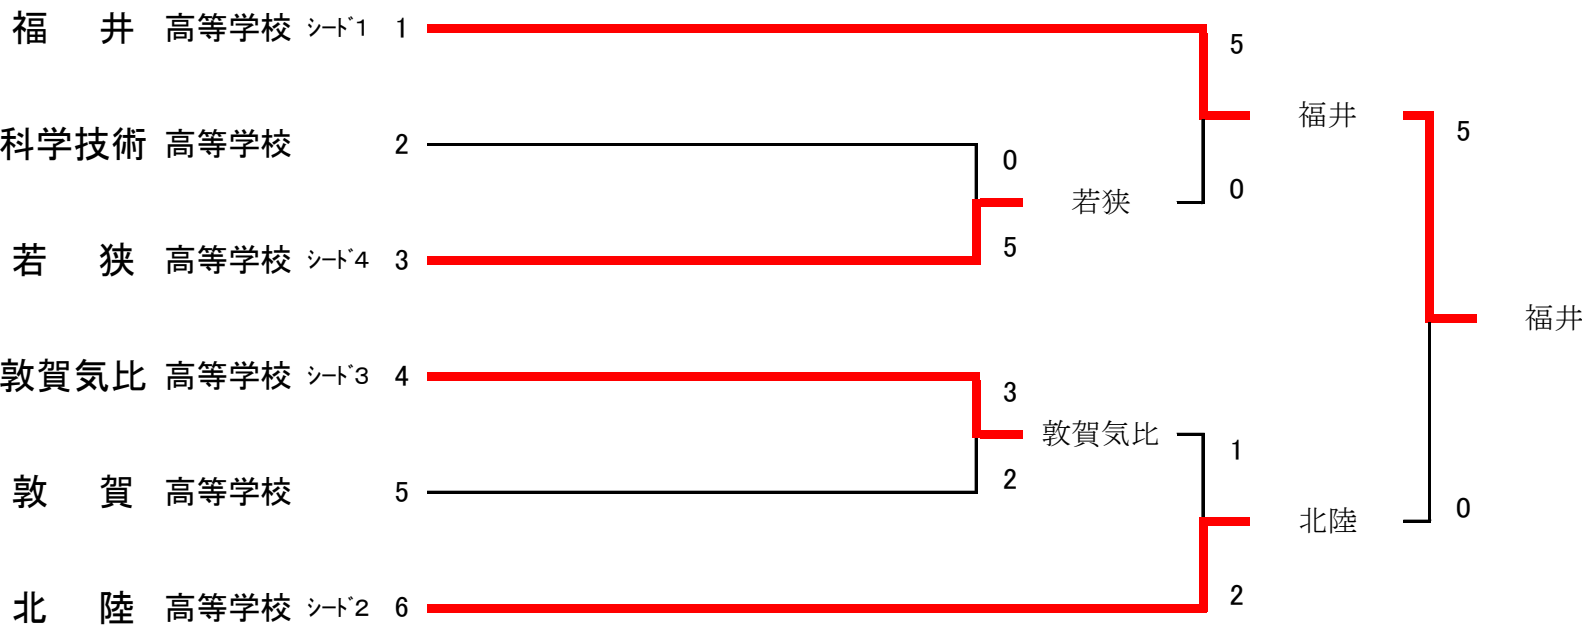 福 井 高等学校 ｼｰﾄﾞ1 1
5
福井
5
科学技術 高等学校 2
0
若狭
0
若 狭 高等学校 ｼｰﾄﾞ4 3
5
福井
敦賀気比 高等学校 ｼｰﾄﾞ3 4
3
敦賀気比
1
敦 賀 高等学校 5
2
北陸
0
北 陸 高等学校 ｼｰﾄﾞ2 6
2